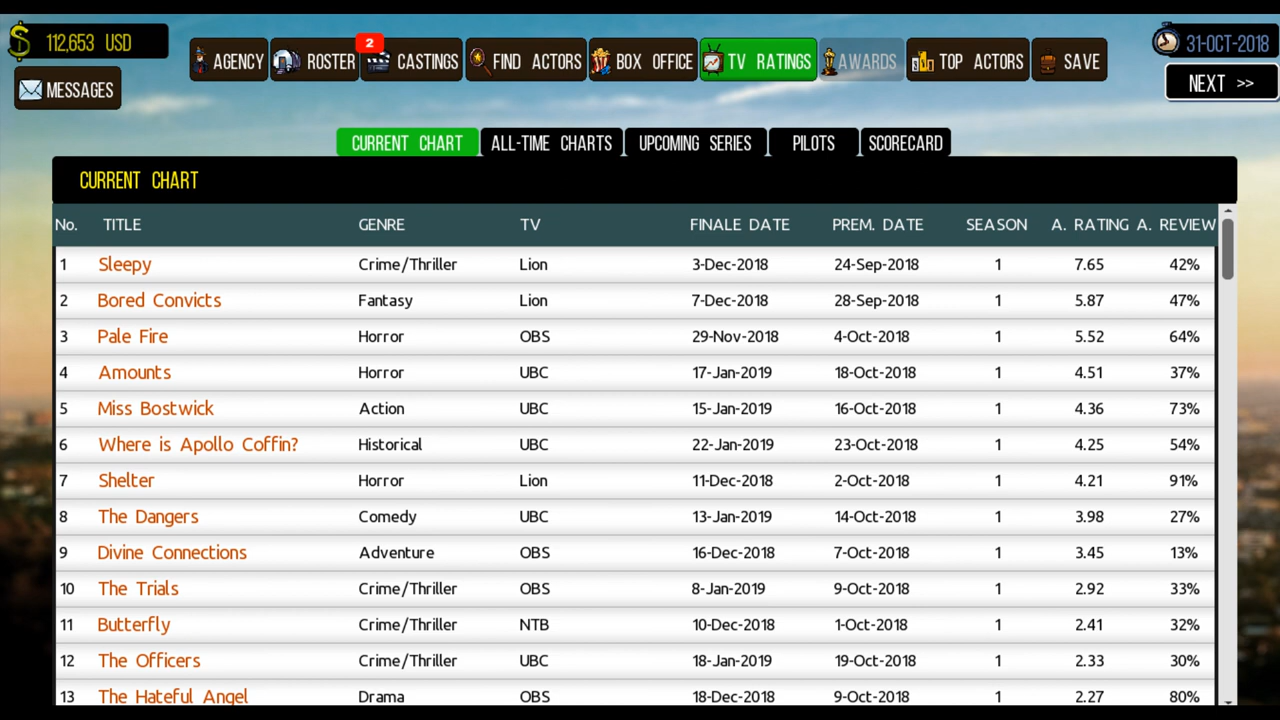 112,653 USD
MESSAGES
AGENCY ROSTER 2 CASTINGS FIND ACTORS BOX OFFICE TV RATINGS AWARDS TOP ACTORS SAVE
31-OCT-2018
NEXT >>
CURRENT CHART ALL-TIME CHARTS UPCOMING SERIES PILOTS SCORECARD
CURRENT CHART
No. TITLE GENRE TV FINALE DATE PREM. DATE SEASON A. RATING A. REVIEW
1 Sleepy Crime/Thriller Lion 3-Dec-2018 24-Sep-2018 1 7.65 42%
2 Bored Convicts Fantasy Lion 7-Dec-2018 28-Sep-2018 1 5.87 47%
3 Pale Fire Horror OBS 29-Nov-2018 4-Oct-2018 1 5.52 64%
4 Amounts Horror UBC 17-Jan-2019 18-Oct-2018 1 4.51 37%
5 Miss Bostwick Action UBC 15-Jan-2019 16-Oct-2018 1 4.36 73%
6 Where is Apollo Coffin? Historical UBC 22-Jan-2019 23-Oct-2018 1 4.25 54%
7 Shelter Horror Lion 11-Dec-2018 2-Oct-2018 1 4.21 91%
8 The Dangers Comedy UBC 13-Jan-2019 14-Oct-2018 1 3.98 27%
9 Divine Connections Adventure OBS 16-Dec-2018 7-Oct-2018 1 3.45 13%
10 The Trials Crime/Thriller OBS 8-Jan-2019 9-Oct-2018 1 2.92 33%
11 Butterfly Crime/Thriller NTB 10-Dec-2018 1-Oct-2018 1 2.41 32%
12 The Officers Crime/Thriller UBC 18-Jan-2019 19-Oct-2018 1 2.33 30%
13 The Hateful Angel Drama OBS 18-Dec-2018 9-Oct-2018 1 2.27 80%